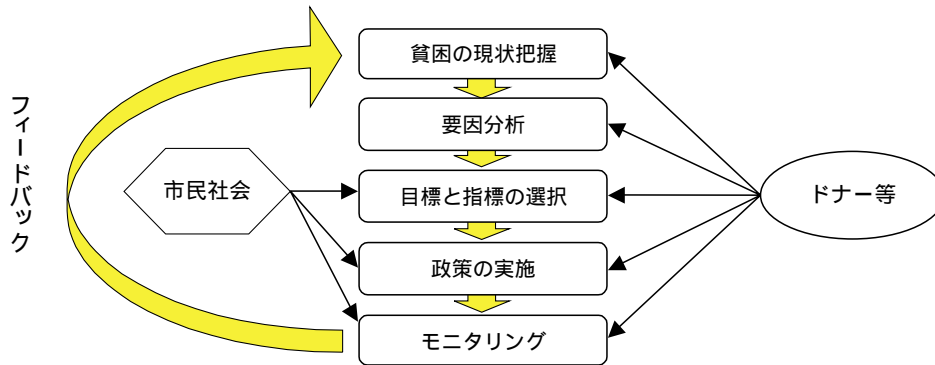 貧困の現状把握
要因分析
目標と指標の選択
政策の実施
モニタリング
フィードバック
市民社会
ドナー等